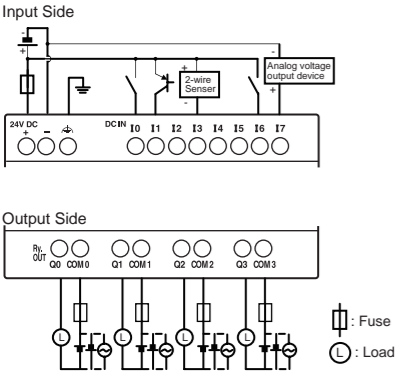 Input Side
-
+
+
2-wire
Senser
-
-
Analog voltage
output device
+
24V DC
+ -
DC IN I0 I1 I2 I3 I4 I5 I6 I7
Output Side
Ry.
OUT
Q0 COM0 Q1 COM1 Q2 COM2 Q3 COM3
L L L L
: Fuse
L : Load